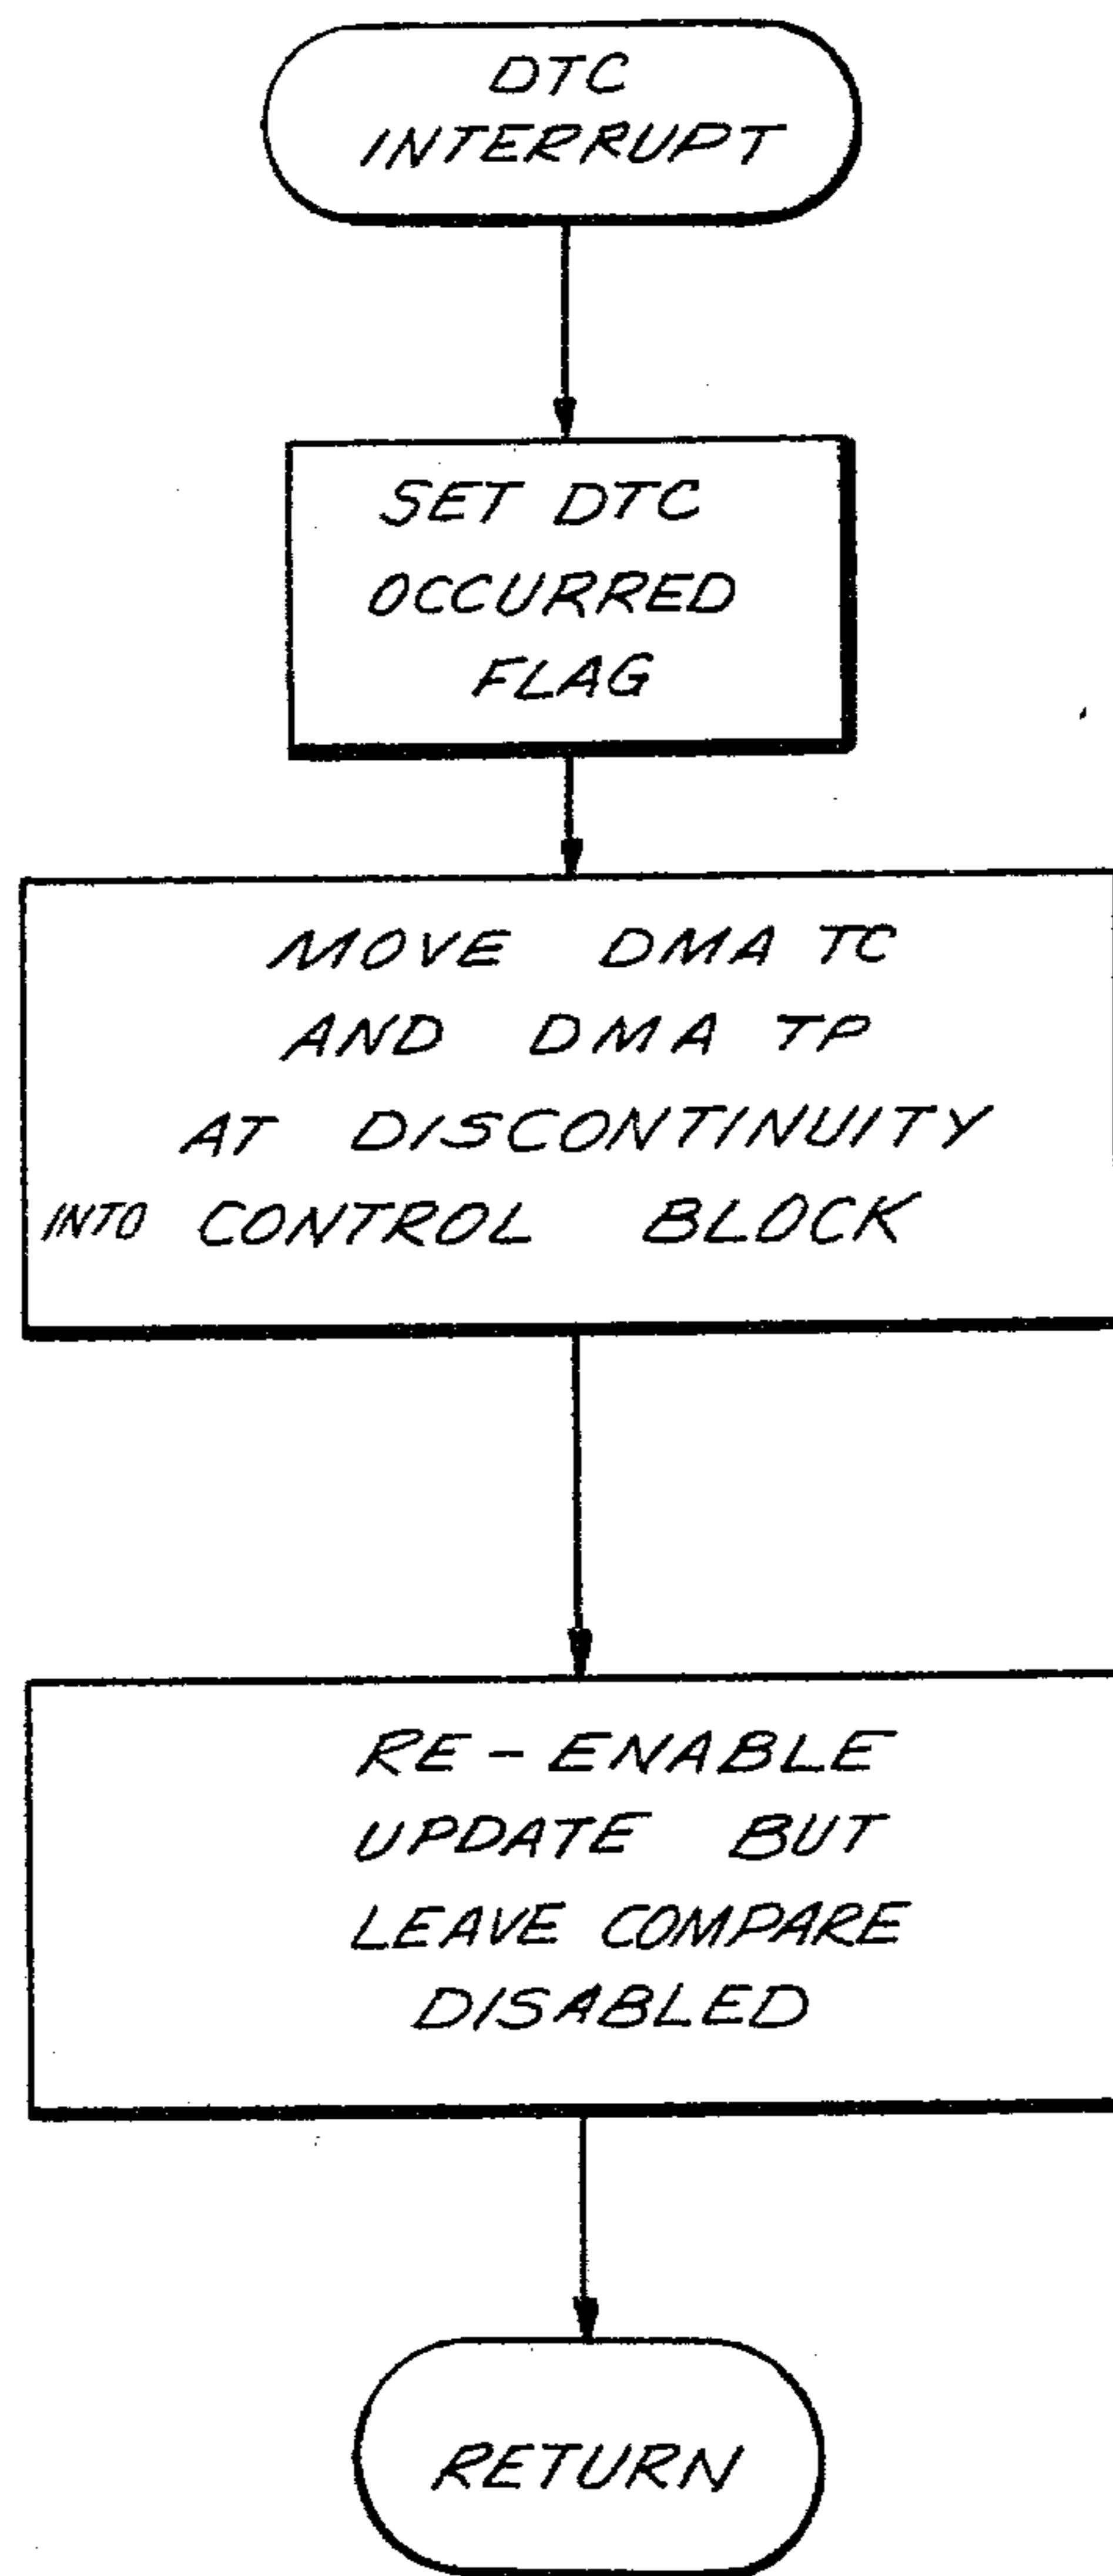 DTC
INTERRUPT
SET DTC
OCCURRED
FLAG
MOVE DMA TC
AND DMA TP
AT DISCONTINUITY
INTO CONTROL BLOCK
RE-ENABLE
UPDATE BUT
LEAVE COMPARE
DISABLED
RETURN